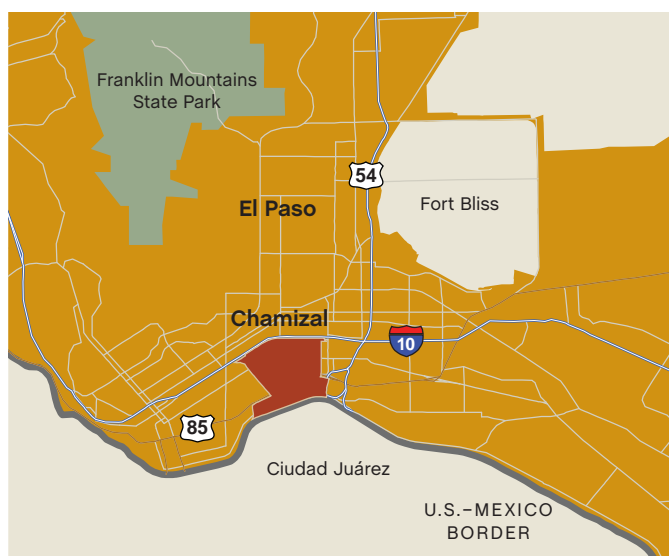 Franklin Mountains
State Park
54
El Paso
Fort Bliss
Chamizal
10
85
Ciudad Juárez
U.S.–MEXICO
BORDER